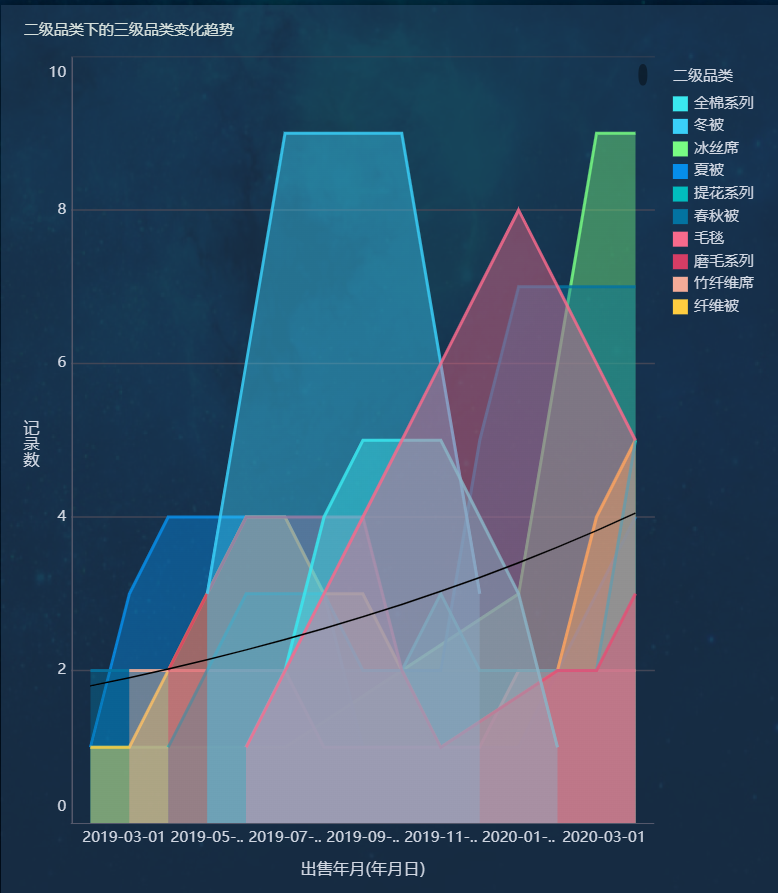 二级品类下的三级品类变化趋势
二级品类
全棉系列
冬被
冰丝席
夏被
提花系列
春秋被
毛毯
磨毛系列
竹纤维席
纤维被
记录数
10
8
6
4
2
0
2019-03-01 2019-05-.. 2019-07-.. 2019-09-.. 2019-11-.. 2020-01-.. 2020-03-01
出售年月(年月日)